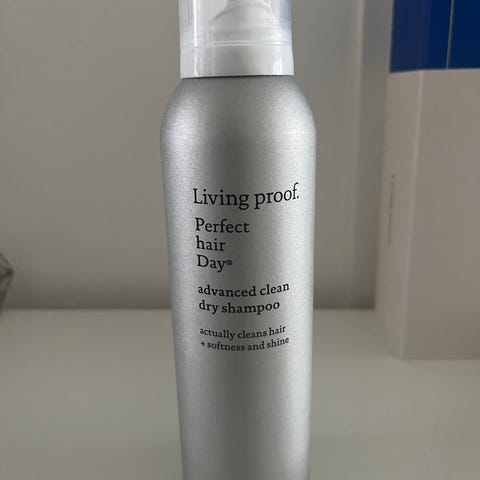 Living proof.
Perfect
hair
Day®
advanced clean
dry shampoo
actually cleans hair
+ softness and shine